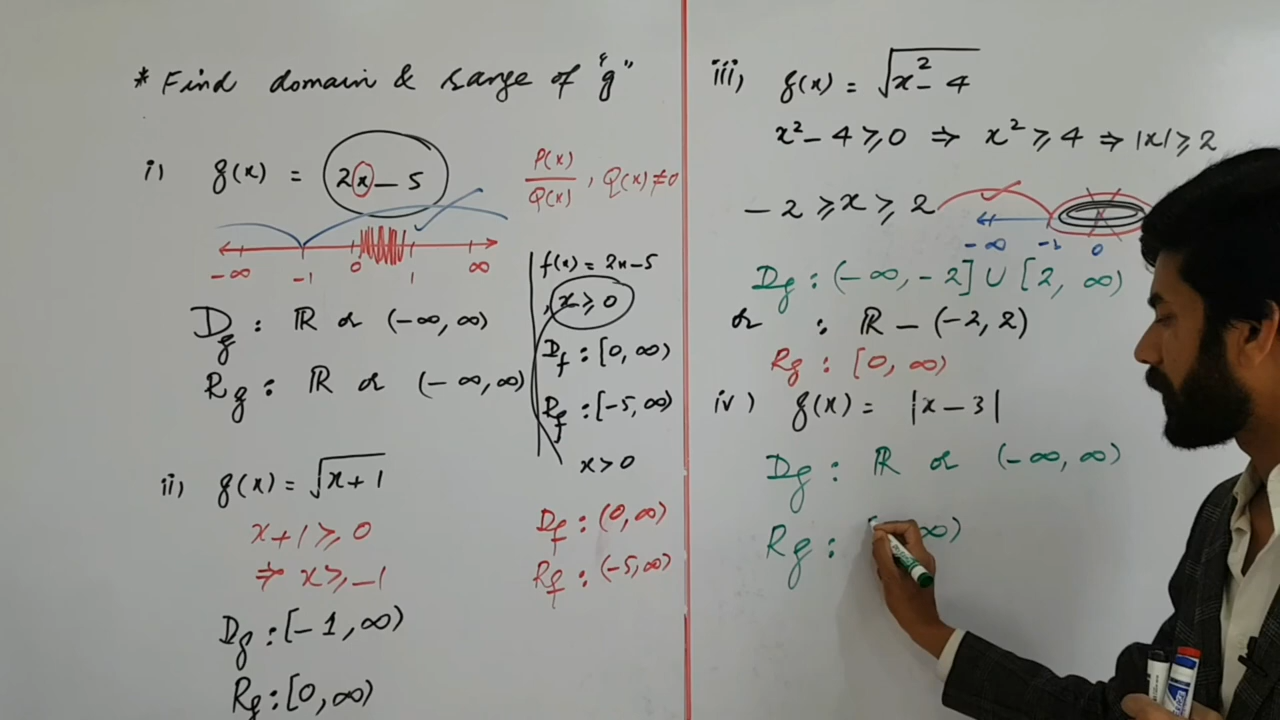 * Find domain & range of "g"
i) g(x) = 2x - 5
P(x)/Q(x), Q(x) ≠ 0
-∞ -1 0 1 ∞
Dg : ℝ or (-∞, ∞)
Rg : ℝ or (-∞, ∞)
f(x) = 2x-5
, x ≥ 0
Df : [0, ∞)
Rf : [-5, ∞)
x > 0
Df : (0, ∞)
Rf : (-5, ∞)
ii) g(x) = √x+1
x+1 ≥ 0
⇒ x ≥ -1
Dg : [-1, ∞)
Rg : [0, ∞)
iii) g(x) = √x² - 4
x² - 4 ≥ 0 ⇒ x² ≥ 4 ⇒ |x| ≥ 2
-2 ≥ x ≥ 2
-∞ 0
Dg : (-∞, -2] ∪ [2, ∞)
or : ℝ - (-2, 2)
Rg : [0, ∞)
iv) g(x) = |x - 3|
Dg : ℝ or (-∞, ∞)
Rg : [ ∞)